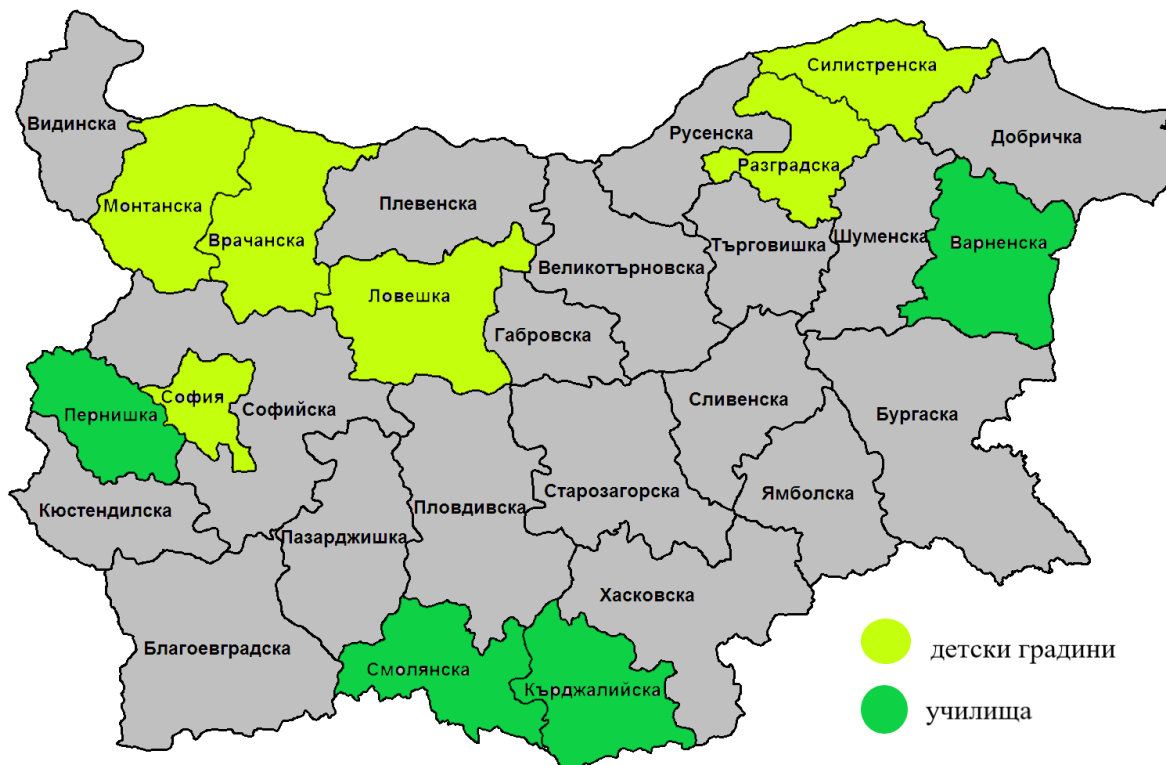 Силистренска
Видинска
Русенска
Добричка
Разградска
Монтанска
Плевенска
Врачанска
Търговишка
Шуменска
Варненска
Великотърновска
Ловешка
Габровска
София
Софийска
Пернишка
Сливенска
Бургаска
Старозагорска
Ямболска
Кюстендилска
Пловдивска
Пазарджишка
Хасковска
Благоевградска
Смолянска
Кърджалийска
детски градини
училища